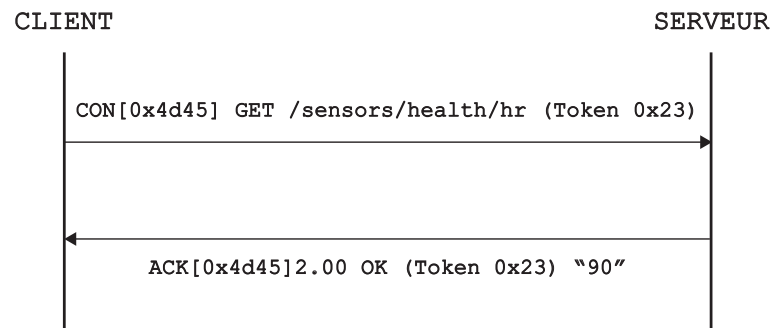 CLIENT
SERVEUR
CON[0x4d45] GET /sensors/health/hr (Token 0x23)
ACK[0x4d45]2.00 OK (Token 0x23) “90”